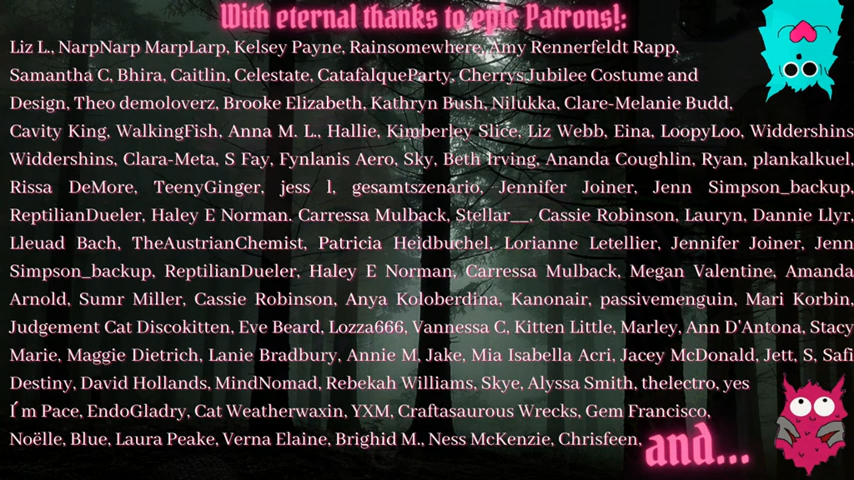 With eternal thanks to epic Patrons!:
Liz L., NarpNarp MarpLarp, Kelsey Payne, Rainsomewhere, Amy Rennerfeldt Rapp,
Samantha C, Bhira, Caitlin, Celestate, CatafalqueParty, CherrysJubilee Costume and
Design, Theo demoloverz, Brooke Elizabeth, Kathryn Bush, Nilukka, Clare-Melanie Budd,
Cavity King, WalkingFish, Anna M. L., Hallie, Kimberley Slice, Liz Webb, Eina, LoopyLoo, Widdershins
Widdershins, Clara-Meta, S Fay, Fynlanis Aero, Sky, Beth Irving, Ananda Coughlin, Ryan, plankalkuel,
Rissa DeMore, TeenyGinger, jess l, gesamtszenario, Jennifer Joiner, Jenn Simpson_backup,
ReptilianDueler, Haley E Norman. Carressa Mulback, Stellar__, Cassie Robinson, Lauryn, Dannie Llyr,
Lleuad Bach, TheAustrianChemist, Patricia Heidbuchel, Lorianne Letellier, Jennifer Joiner, Jenn
Simpson_backup, ReptilianDueler, Haley E Norman, Carressa Mulback, Megan Valentine, Amanda
Arnold, Sumr Miller, Cassie Robinson, Anya Koloberdina, Kanonair, passivemenguin, Mari Korbin,
Judgement Cat Discokitten, Eve Beard, Lozza666, Vannessa C, Kitten Little, Marley, Ann D'Antona, Stacy
Marie, Maggie Dietrich, Lanie Bradbury, Annie M, Jake, Mia Isabella Acri, Jacey McDonald, Jett, S, Safi
Destiny, David Hollands, MindNomad, Rebekah Williams, Skye, Alyssa Smith, thelectro, yes
I´m Pace, EndoGladry, Cat Weatherwaxin, YXM, Craftasaurous Wrecks, Gem Francisco,
Noëlle, Blue, Laura Peake, Verna Elaine, Brighid M., Ness McKenzie, Chrisfeen,
and...